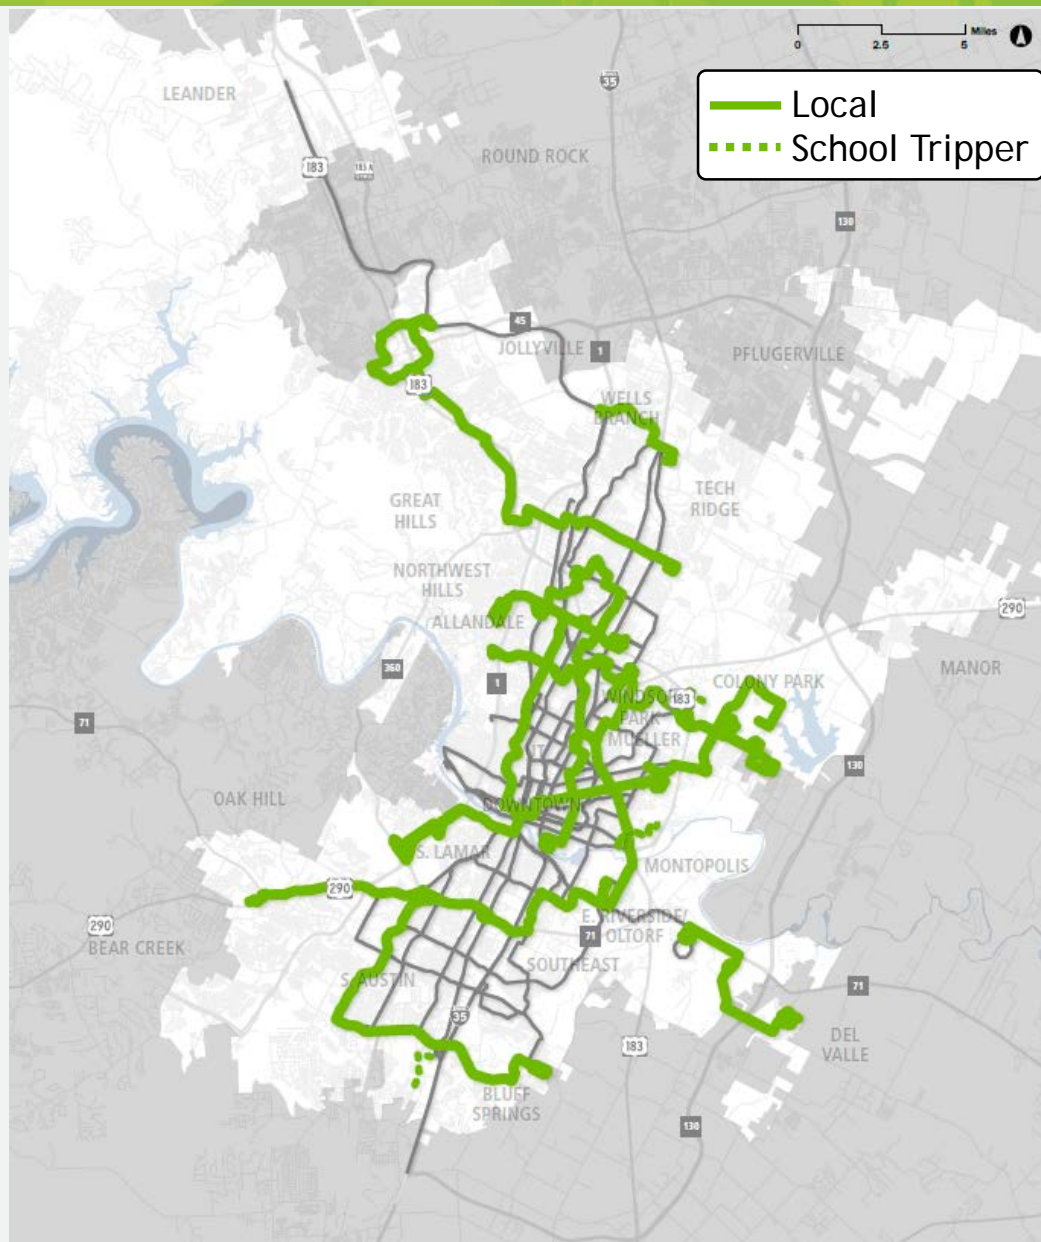 Miles
0 2.5 5
Local
School Tripper
LEANDER
35
ROUND ROCK
183
183 A
130
45
JOLLYVILLE
1
PFLUGERVILLE
183
WELLS
BRANCH
TECH
RIDGE
GREAT
HILLS
NORTHWEST
HILLS
ALLANDALE
290
MANOR
360
1
COLONY PARK
183
WINDSOR
PARK
MUELLER
71
130
OAK HILL
DOWNTOWN
S. LAMAR
MONTOPOLIS
290
290
BEAR CREEK
E. RIVERSIDE/
OLTORF
71
SOUTHEAST
S. AUSTIN
71
35
183
DEL
VALLE
BLUFF
SPRINGS
130